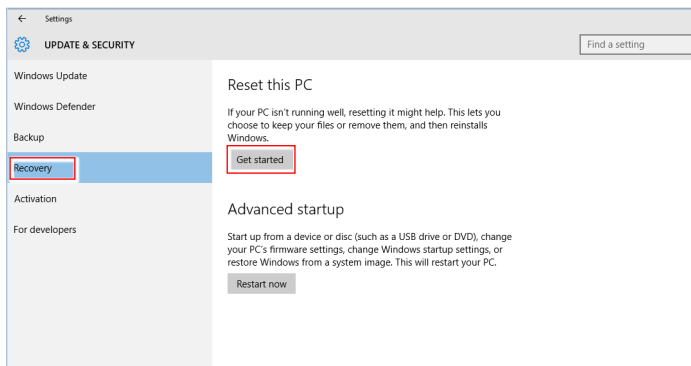 ← Settings
UPDATE & SECURITY
Find a setting
Windows Update
Windows Defender
Backup
Recovery
Activation
For developers
Reset this PC
If your PC isn't running well, resetting it might help. This lets you
choose to keep your files or remove them, and then reinstalls
Windows.
Get started
Advanced startup
Start up from a device or disc (such as a USB drive or DVD), change
your PC's firmware settings, change Windows startup settings, or
restore Windows from a system image. This will restart your PC.
Restart now